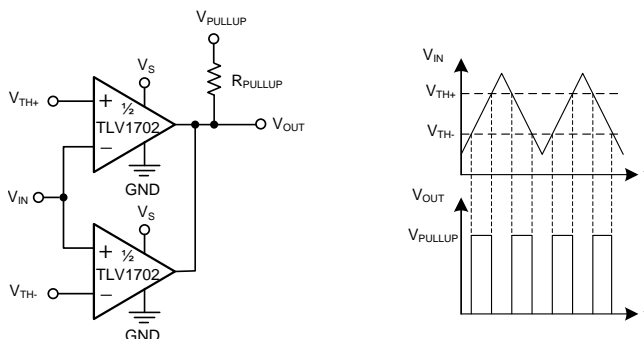 VPULLUP
VS
RPULLUP
VTH+
+
½
TLV1702
−
VOUT
GND
VIN
VS
+
½
TLV1702
VTH-
−
GND
VIN
VTH+
VTH-
VOUT
VPULLUP